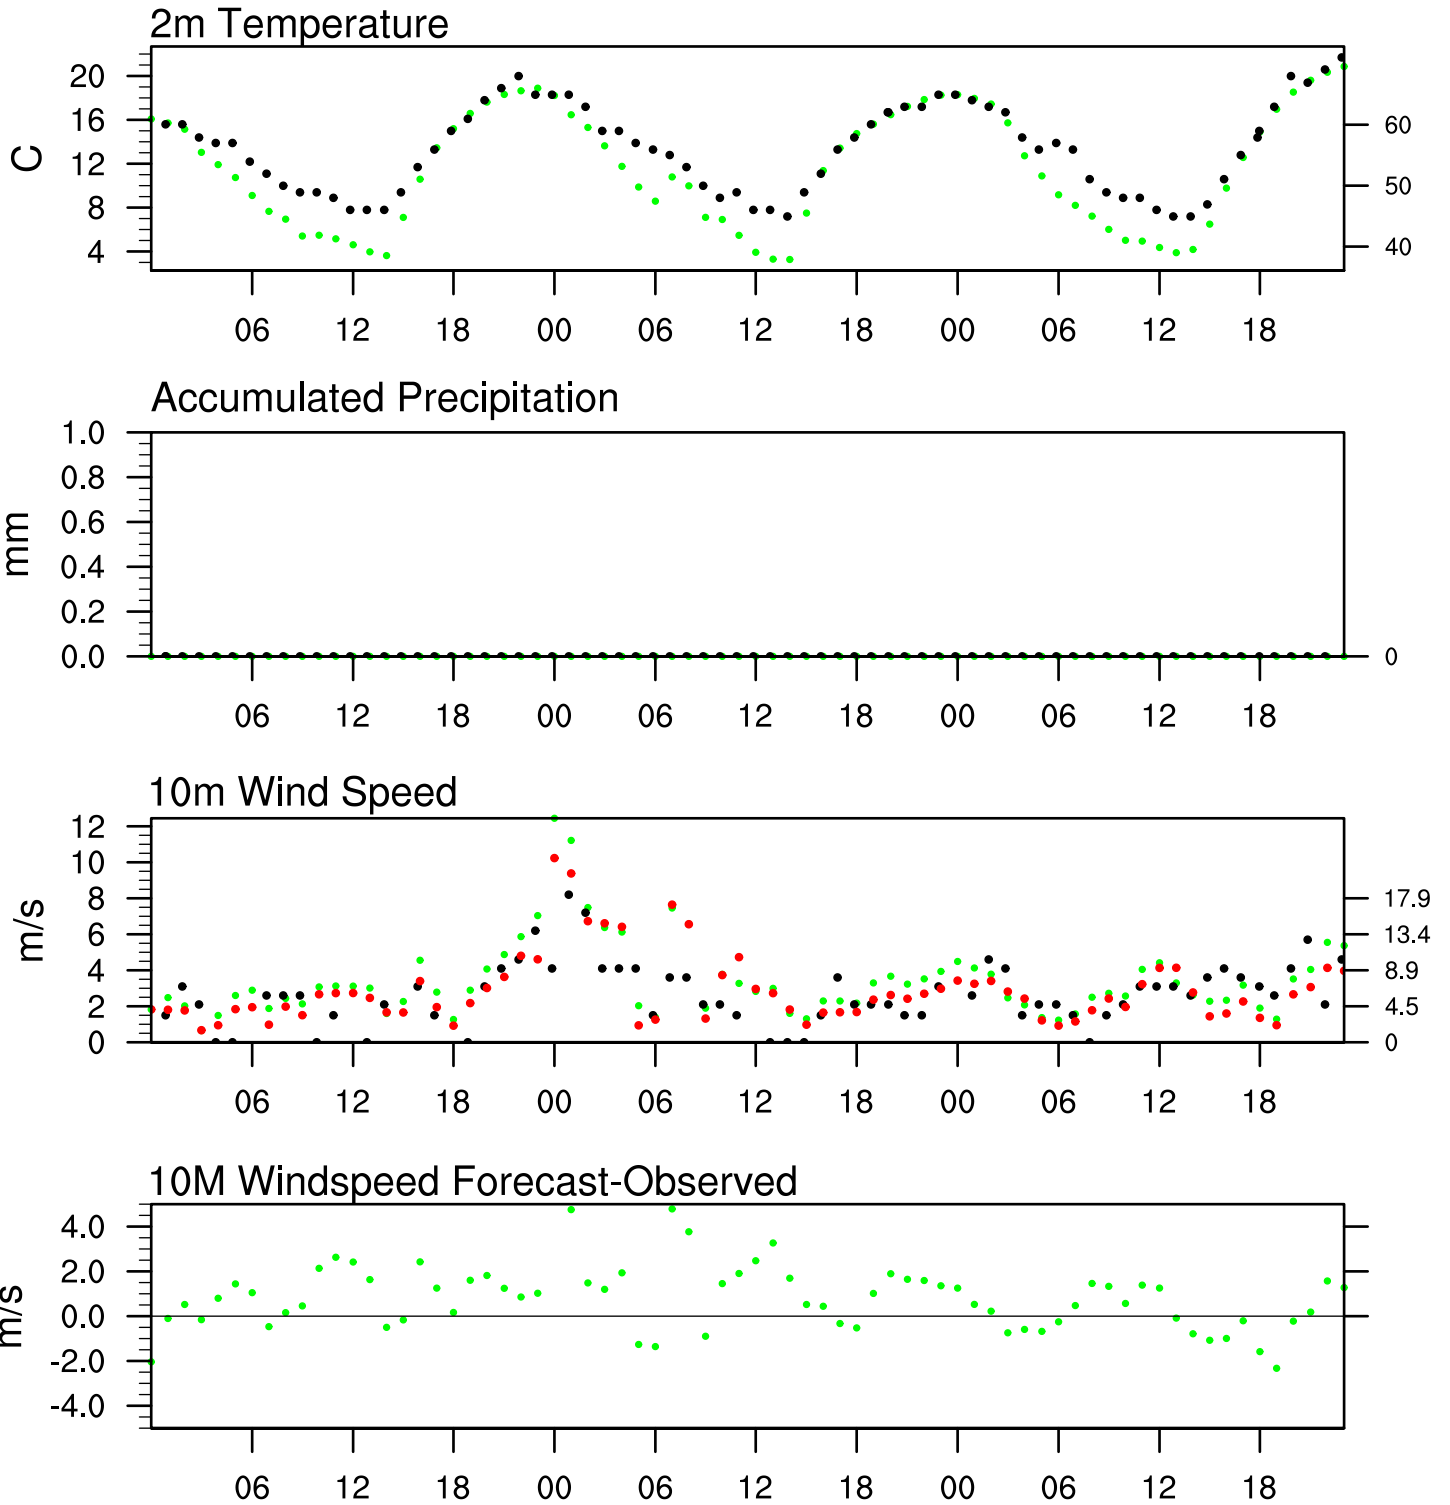 2m Temperature
20
16
12
8
4
C
60
50
40
06 12 18 00 06 12 18 00 06 12 18
Accumulated Precipitation
1.0
0.8
0.6
0.4
0.2
0.0
mm
0
06 12 18 00 06 12 18 00 06 12 18
10m Wind Speed
12
10
8
6
4
2
0
m/s
17.9
13.4
8.9
4.5
0
06 12 18 00 06 12 18 00 06 12 18
10M Windspeed Forecast-Observed
4.0
2.0
0.0
-2.0
-4.0
m/s
06 12 18 00 06 12 18 00 06 12 18